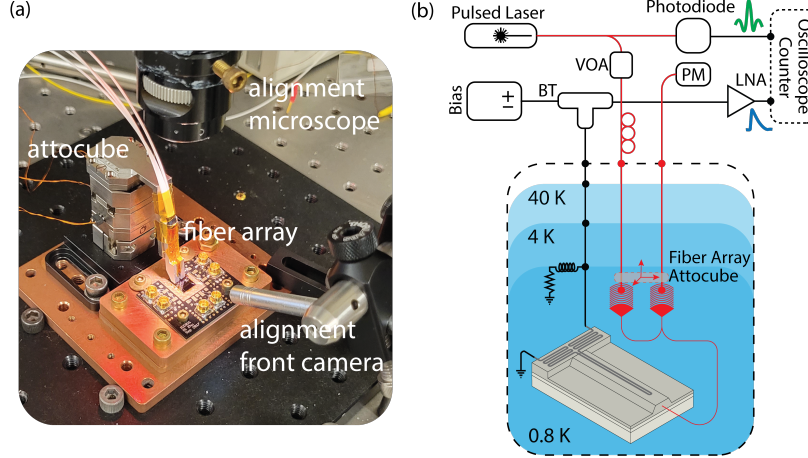 (a)
alignment
microscope
attocube
fiber array
alignment
front camera
(b)
Pulsed Laser
Photodiode
Oscilloscope
Counter
VOA
PM
LNA
BT
Bias
±
40 K
4 K
Fiber Array
Attocube
0.8 K